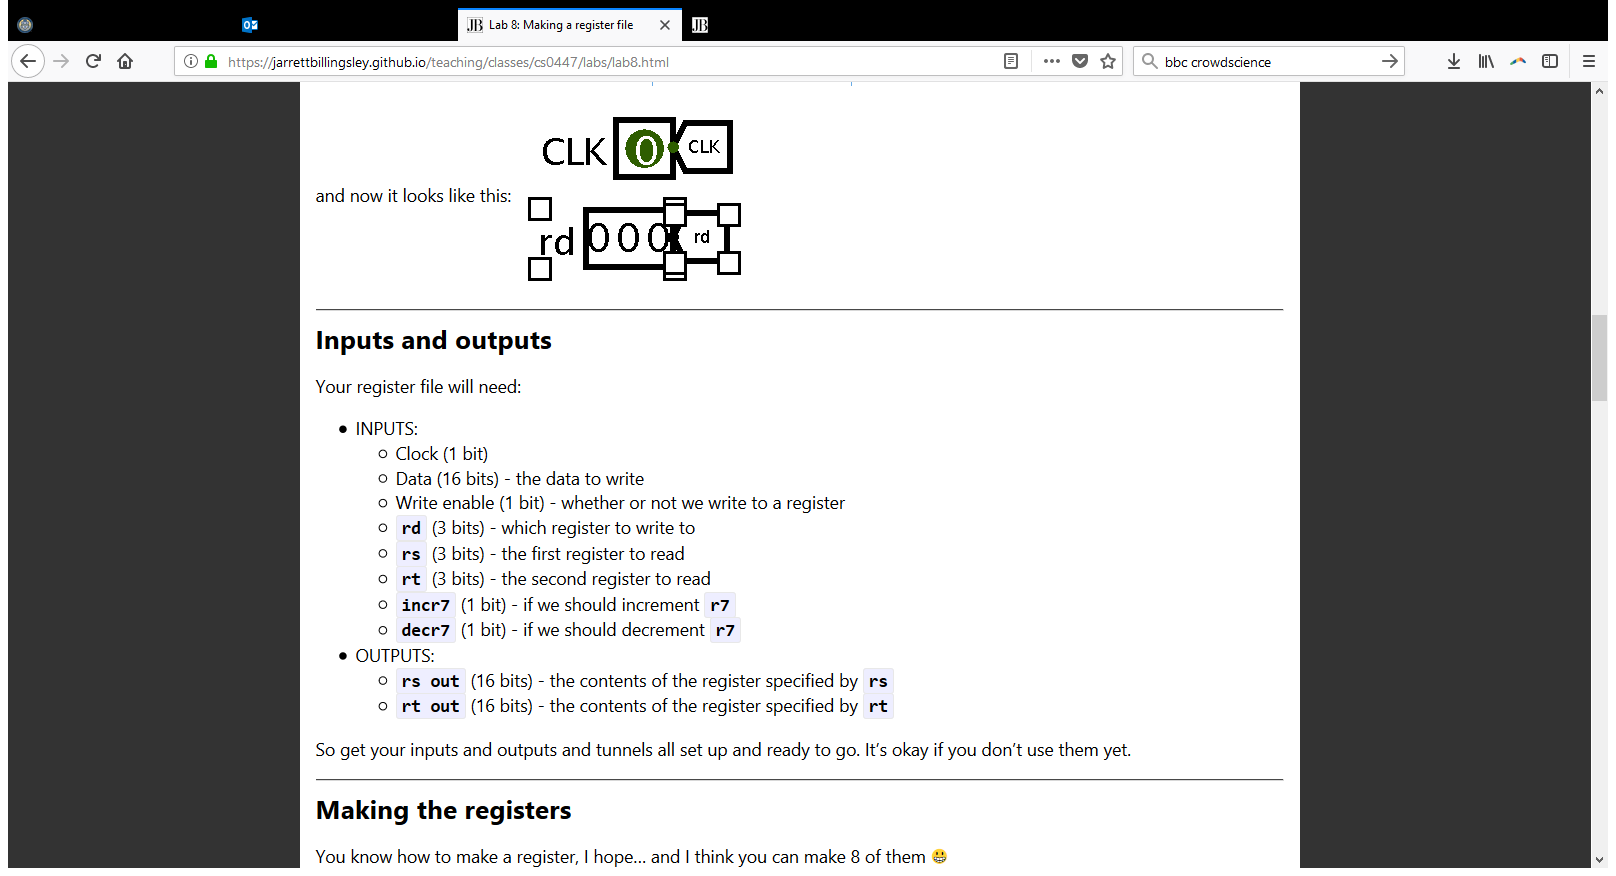 Lab 8: Making a register file
https://jarrettbillingsley.github.io/teaching/classes/cs0447/labs/lab8.html
bbc crowdscience
CLK 0 CLK
and now it looks like this:
rd 000 rd
Inputs and outputs
Your register file will need:
INPUTS:
Clock (1 bit)
Data (16 bits) - the data to write
Write enable (1 bit) - whether or not we write to a register
rd (3 bits) - which register to write to
rs (3 bits) - the first register to read
rt (3 bits) - the second register to read
incr7 (1 bit) - if we should increment r7
decr7 (1 bit) - if we should decrement r7
OUTPUTS:
rs out (16 bits) - the contents of the register specified by rs
rt out (16 bits) - the contents of the register specified by rt
So get your inputs and outputs and tunnels all set up and ready to go. It’s okay if you don’t use them yet.
Making the registers
You know how to make a register, I hope... and I think you can make 8 of them 😀